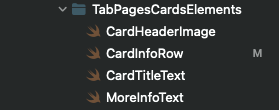 TabPagesCardsElements
CardHeaderImage
CardInfoRow M
CardTitleText
MoreInfoText